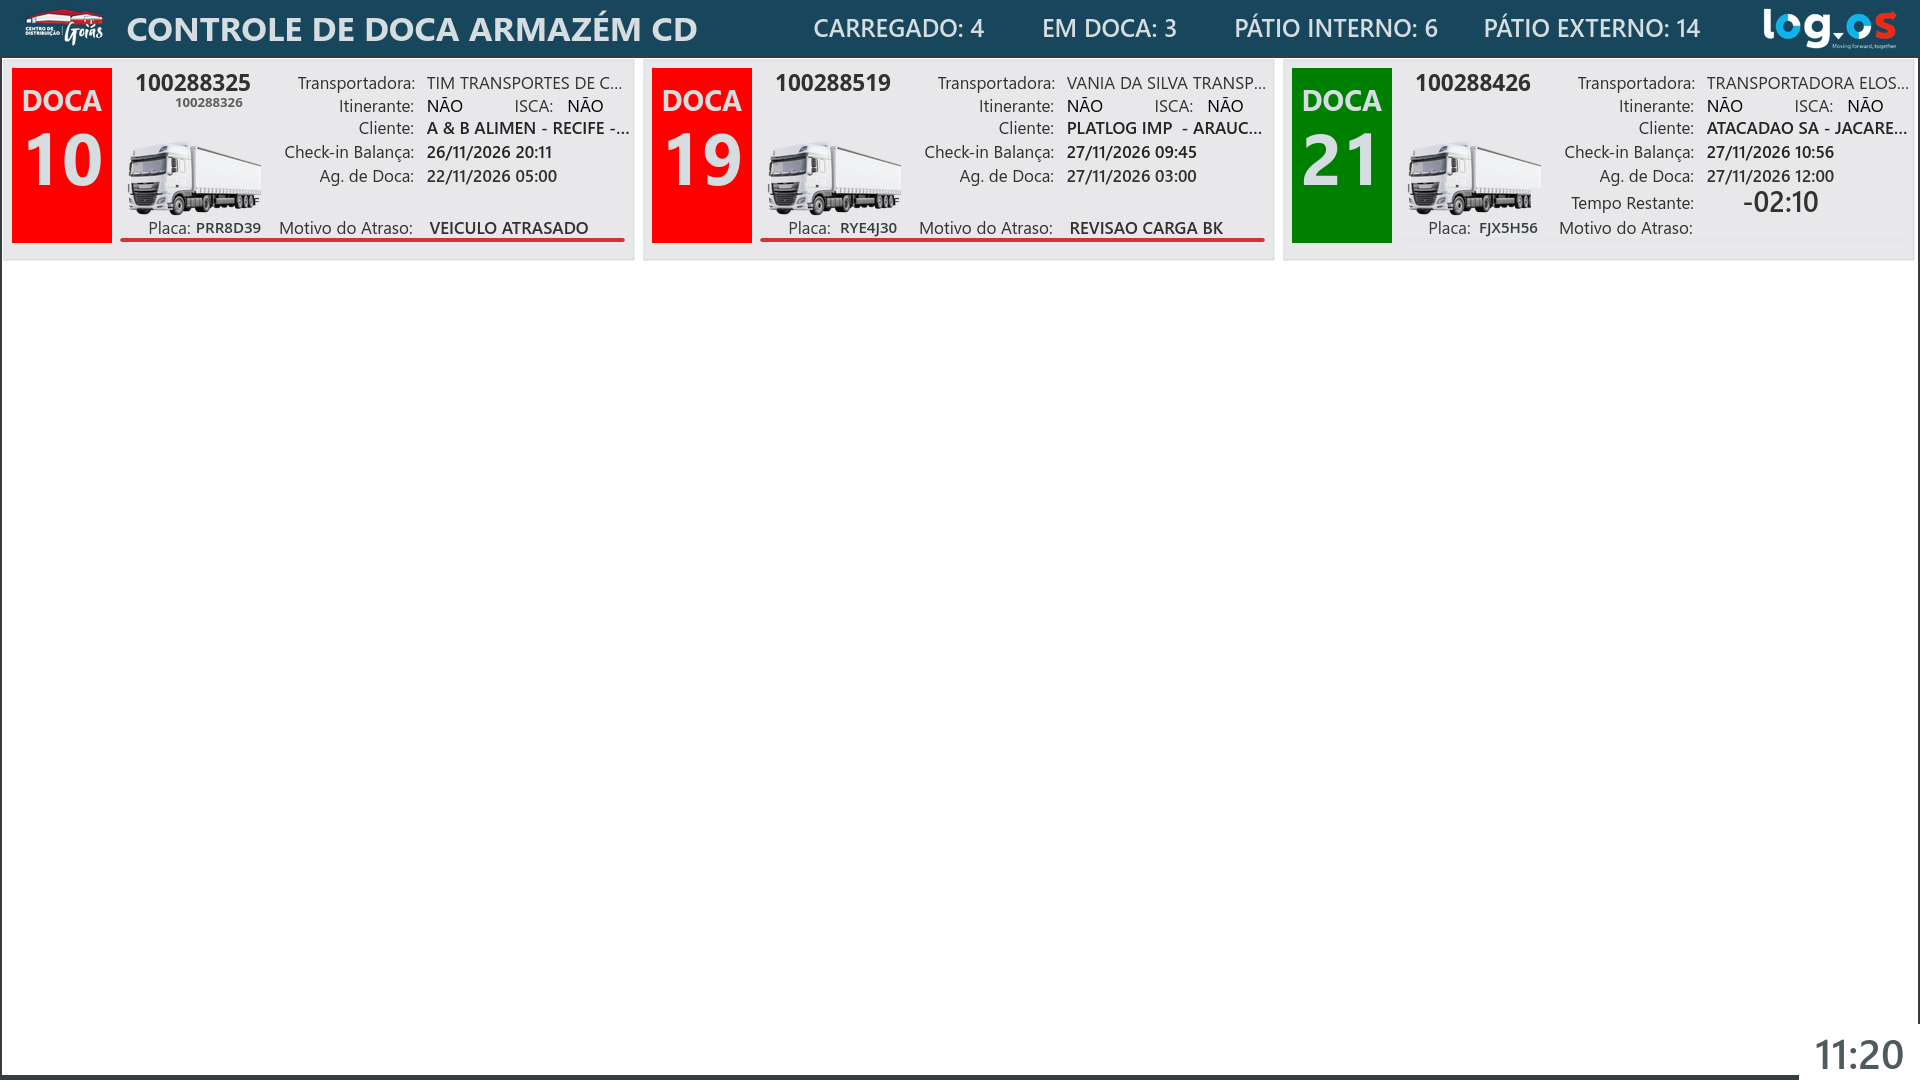 CENTRO DE DISTRIBUIÇÃO Goiás
CONTROLE DE DOCA ARMAZÉM CD
CARREGADO: 4
EM DOCA: 3
PÁTIO INTERNO: 6
PÁTIO EXTERNO: 14
log.os
Moving forward, together
DOCA
10
100288325
100288326
Transportadora: TIM TRANSPORTES DE C...
Itinerante: NÃO ISCA: NÃO
Cliente: A & B ALIMEN - RECIFE -...
Check-in Balança: 26/11/2026 20:11
Ag. de Doca: 22/11/2026 05:00
Placa: PRR8D39 Motivo do Atraso: VEICULO ATRASADO
DOCA
19
100288519
Transportadora: VANIA DA SILVA TRANSP...
Itinerante: NÃO ISCA: NÃO
Cliente: PLATLOG IMP - ARAUC...
Check-in Balança: 27/11/2026 09:45
Ag. de Doca: 27/11/2026 03:00
Placa: RYE4J30 Motivo do Atraso: REVISAO CARGA BK
DOCA
21
100288426
Transportadora: TRANSPORTADORA ELOS...
Itinerante: NÃO ISCA: NÃO
Cliente: ATACADAO SA - JACARE...
Check-in Balança: 27/11/2026 10:56
Ag. de Doca: 27/11/2026 12:00
Tempo Restante: -02:10
Placa: FJX5H56 Motivo do Atraso:
11:20